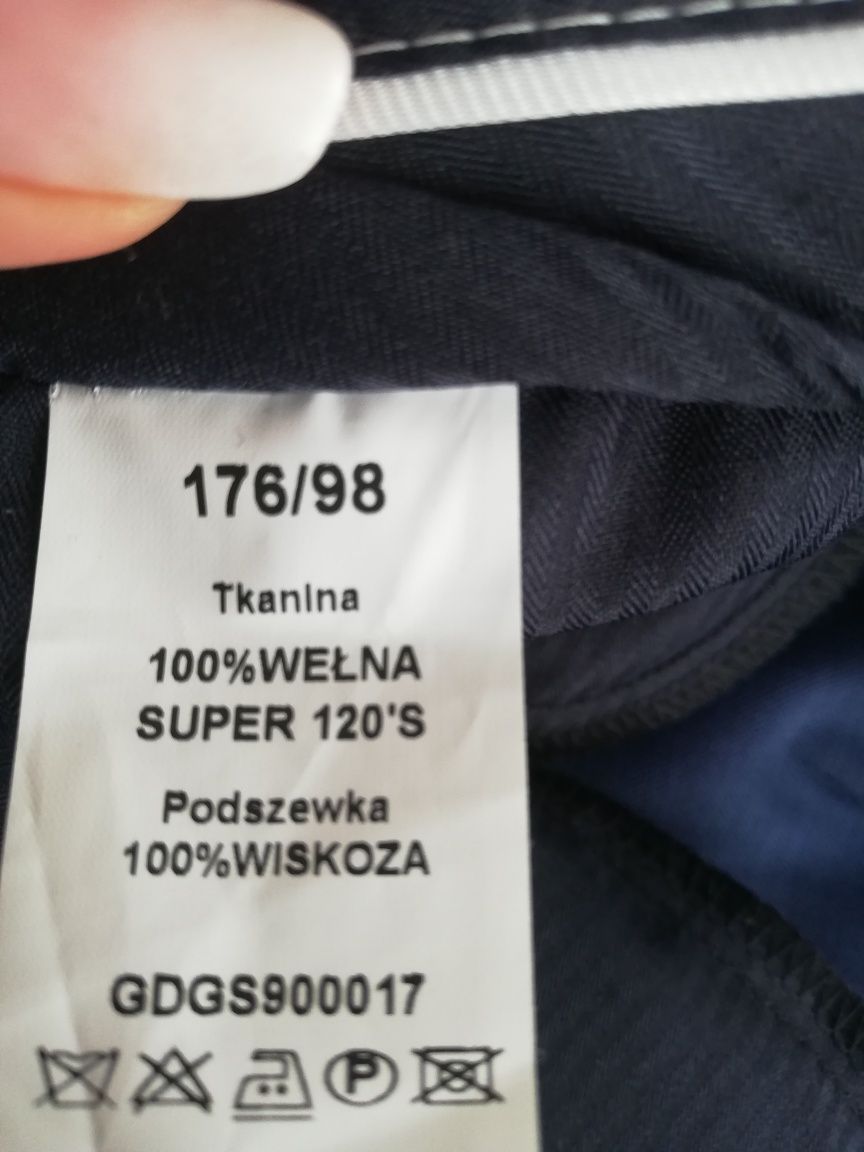 176/98
Tkanina
100%WEŁNA
SUPER 120'S
Podszewka
100%WISKOZA
GDGS900017
P